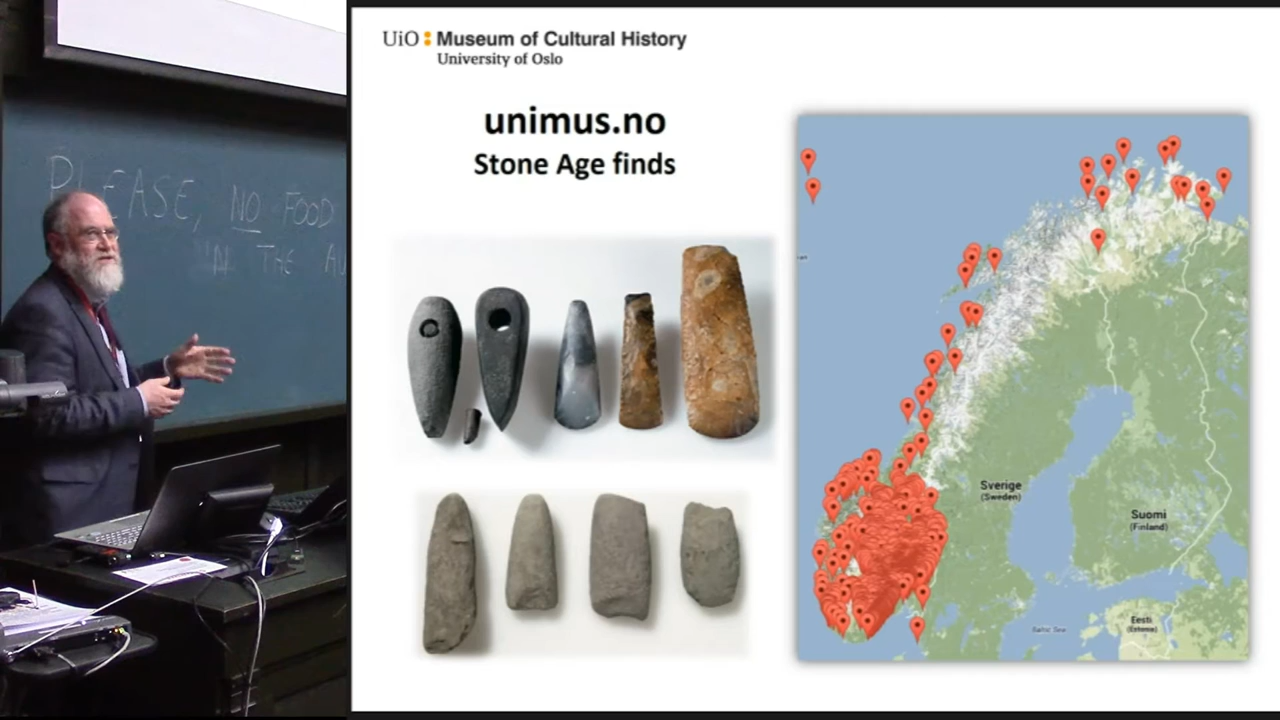 PLEASE, NO FOOD
IN THE
UiO : Museum of Cultural History
University of Oslo
unimus.no
Stone Age finds
Sverige
(Sweden)
Suomi
(Finland)
Baltic Sea
Eesti
(Estonia)